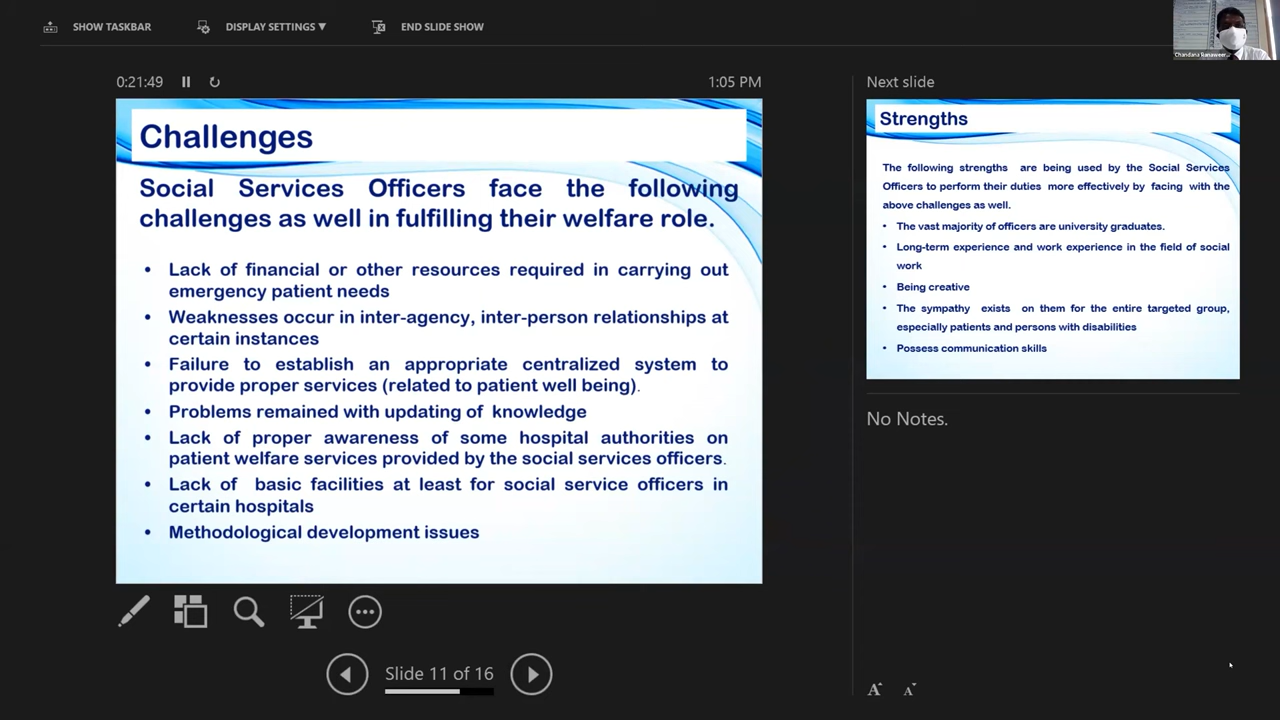 SHOW TASKBAR
DISPLAY SETTINGS ▼
END SLIDE SHOW
0:21:49
1:05 PM
Challenges
Social Services Officers face the following
challenges as well in fulfilling their welfare role.
• Lack of financial or other resources required in carrying out
emergency patient needs
• Weaknesses occur in inter-agency, inter-person relationships at
certain instances
• Failure to establish an appropriate centralized system to
provide proper services (related to patient well being).
• Problems remained with updating of knowledge
• Lack of proper awareness of some hospital authorities on
patient welfare services provided by the social services officers.
• Lack of basic facilities at least for social service officers in
certain hospitals
• Methodological development issues
Slide 11 of 16
Next slide
Strengths
The following strengths are being used by the Social Services
Officers to perform their duties more effectively by facing with the
above challenges as well.
• The vast majority of officers are university graduates.
• Long-term experience and work experience in the field of social
work
• Being creative
• The sympathy exists on them for the entire targeted group,
especially patients and persons with disabilities
• Possess communication skills
No Notes.
A A
Chandana Ranaweer...